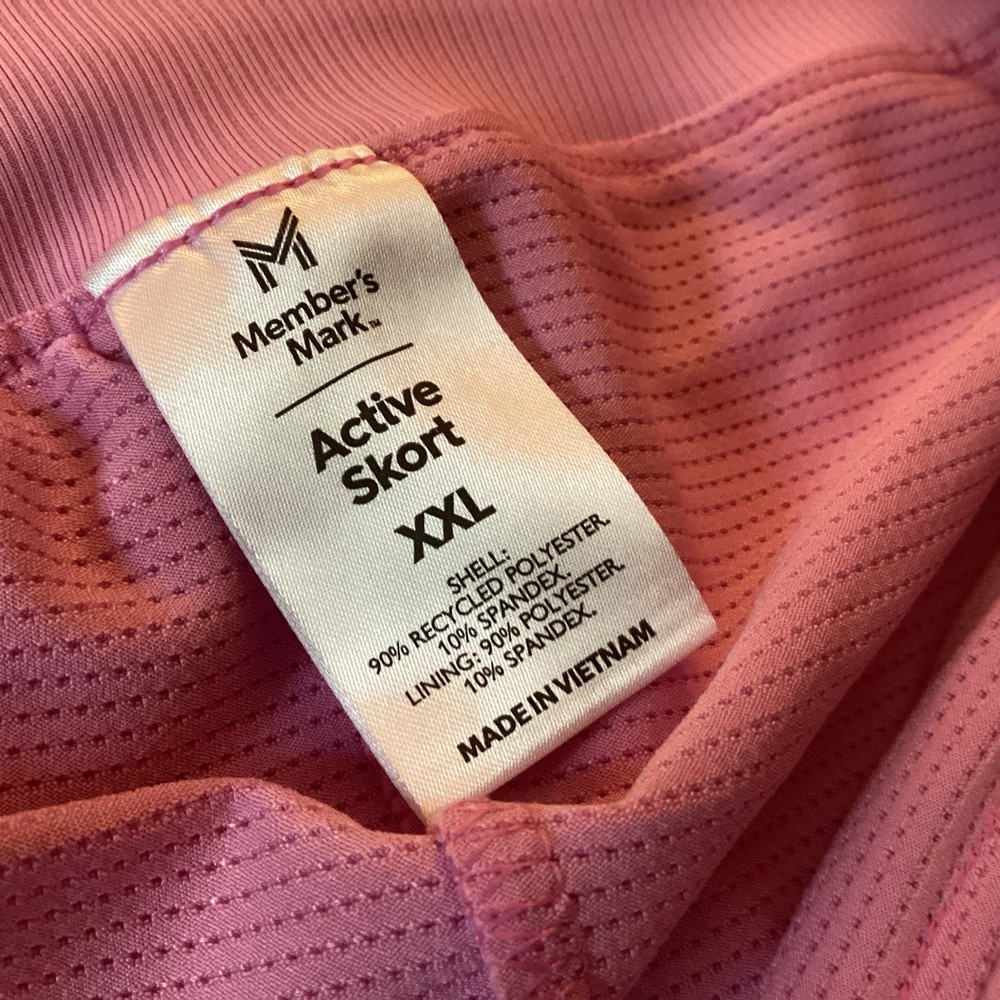 M
Member's
Mark™
Active
Skort
XXL
SHELL:
90% RECYCLED POLYESTER.
10% SPANDEX.
LINING: 90% POLYESTER.
10% SPANDEX.
MADE IN VIETNAM